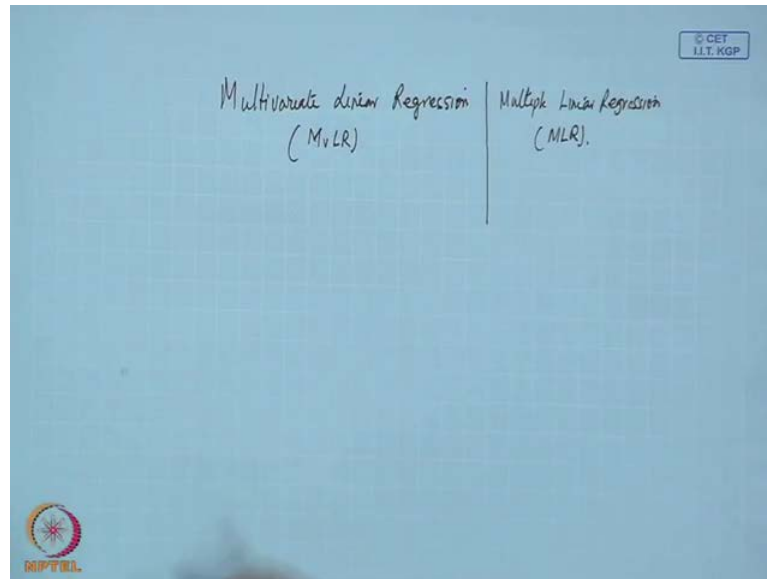 © CET
I.I.T. KGP
Multivariate Linear Regression
(MvLR)
Multiple Linear Regression
(MLR).
NPTEL